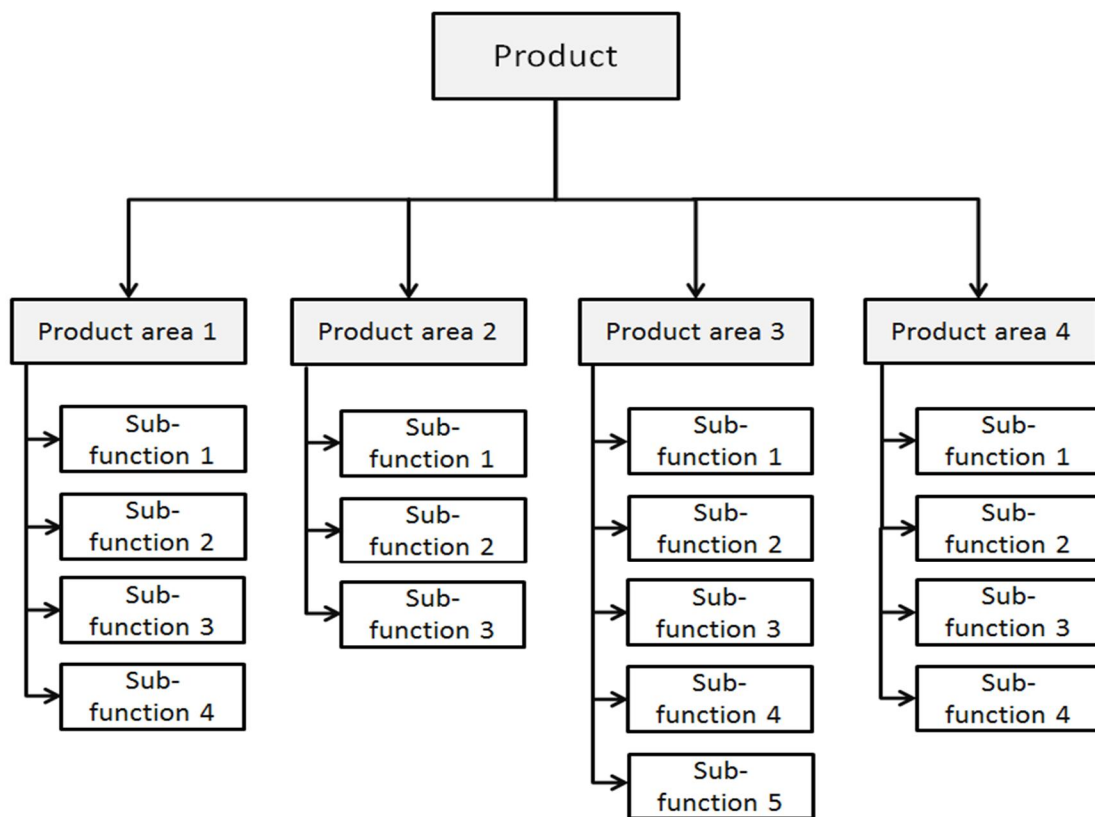 Product
Product area 1
Product area 2
Product area 3
Product area 4
Sub-
function 1
Sub-
function 2
Sub-
function 3
Sub-
function 4
Sub-
function 1
Sub-
function 2
Sub-
function 3
Sub-
function 1
Sub-
function 2
Sub-
function 3
Sub-
function 4
Sub-
function 5
Sub-
function 1
Sub-
function 2
Sub-
function 3
Sub-
function 4